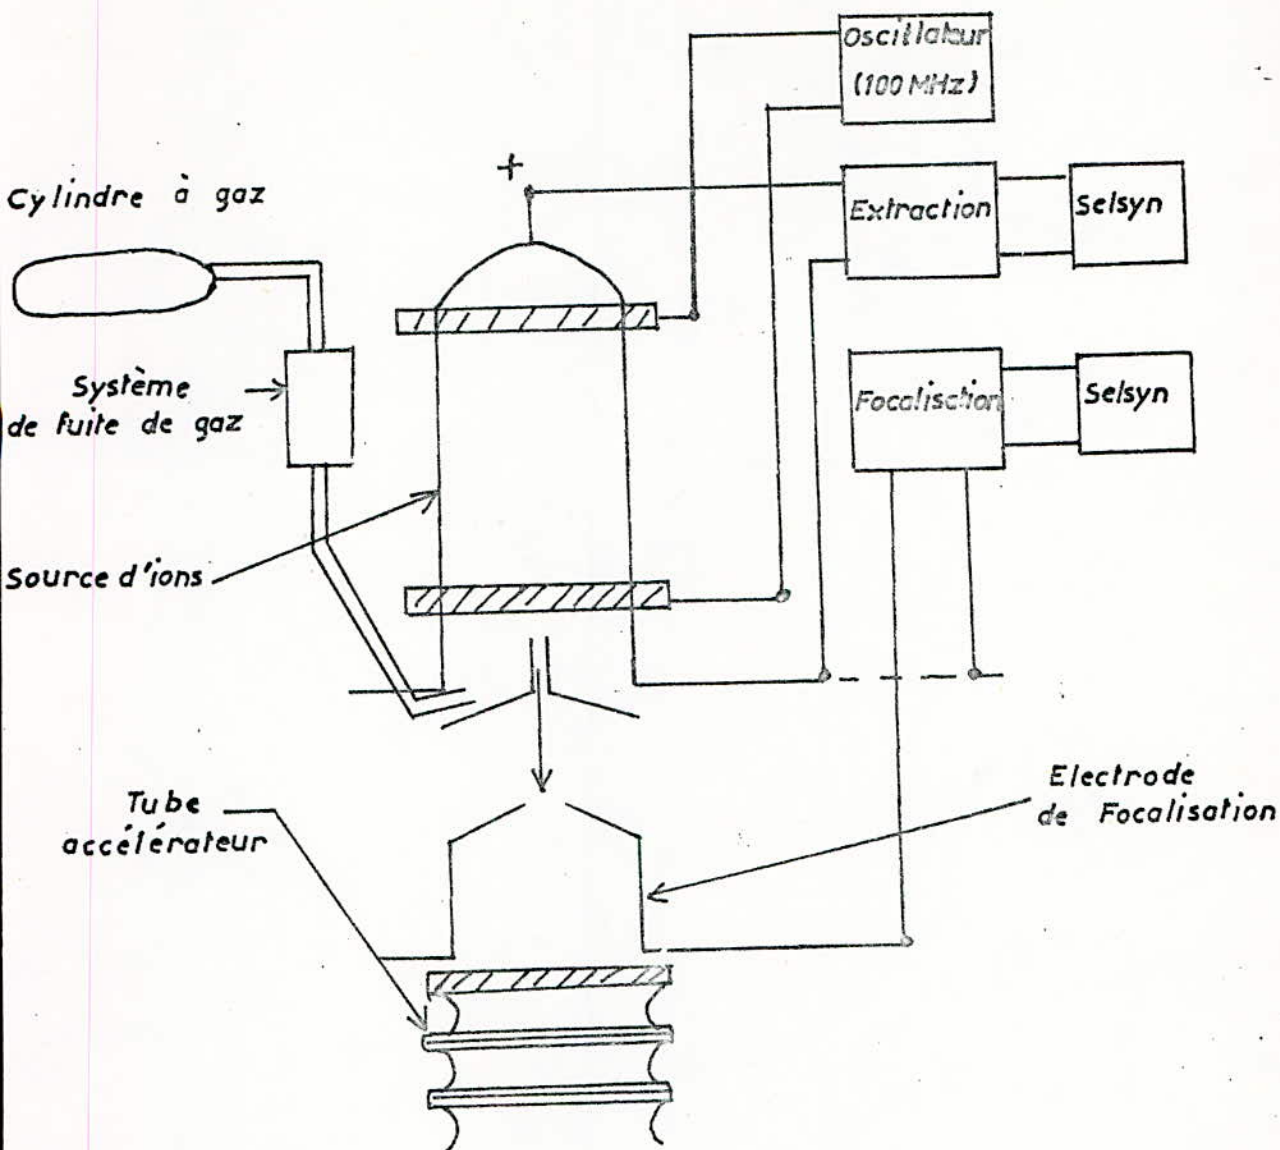 Oscillateur
(100 MHz)
+
Cylindre à gaz
Extraction
Selsyn
Système
de fuite de gaz
Focalisction
Selsyn
Source d'ions
Tube
accélérateur
Electrode
de Focalisation